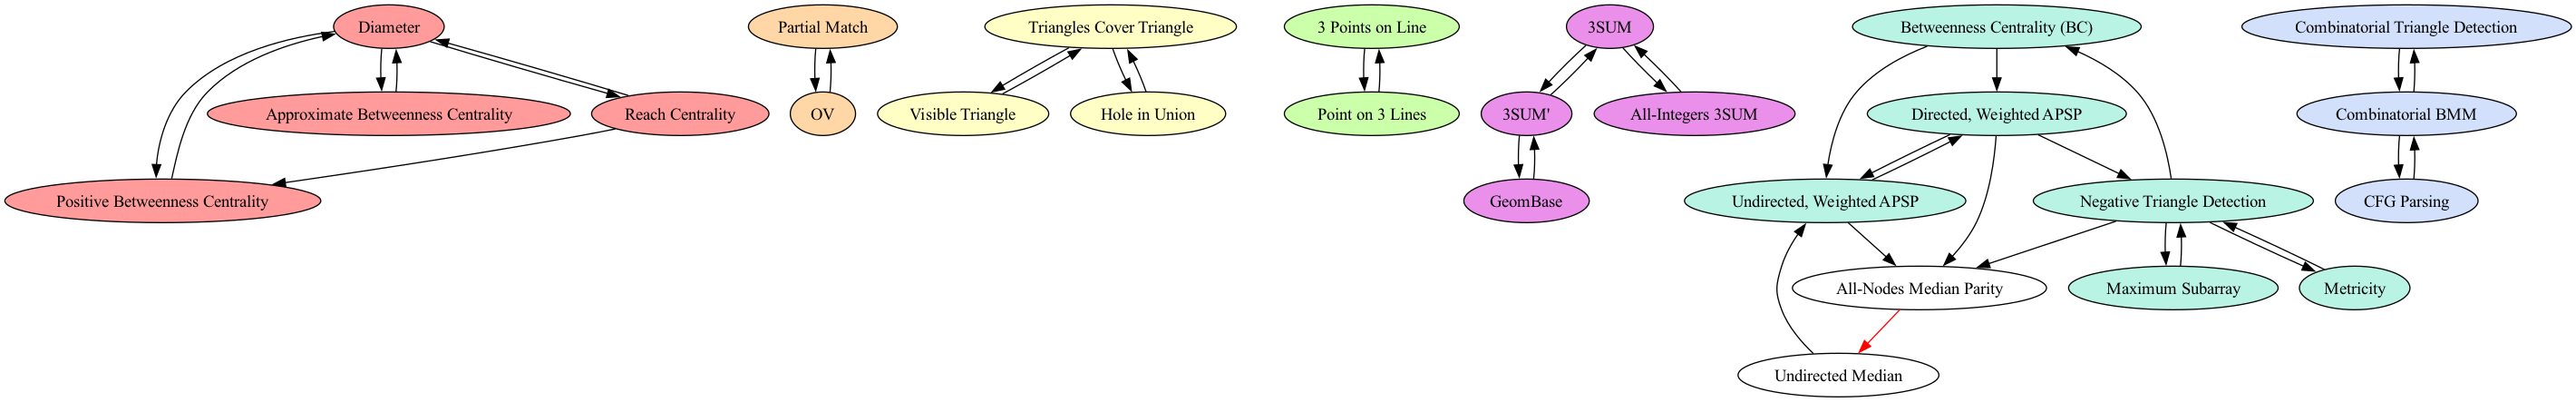 Diameter
Partial Match
Triangles Cover Triangle
3 Points on Line
3SUM
Betweenness Centrality (BC)
Combinatorial Triangle Detection
Approximate Betweenness Centrality
Reach Centrality
OV
Visible Triangle
Hole in Union
Point on 3 Lines
3SUM'
All-Integers 3SUM
Directed, Weighted APSP
Combinatorial BMM
Positive Betweenness Centrality
GeomBase
Undirected, Weighted APSP
Negative Triangle Detection
CFG Parsing
All-Nodes Median Parity
Maximum Subarray
Metricity
Undirected Median